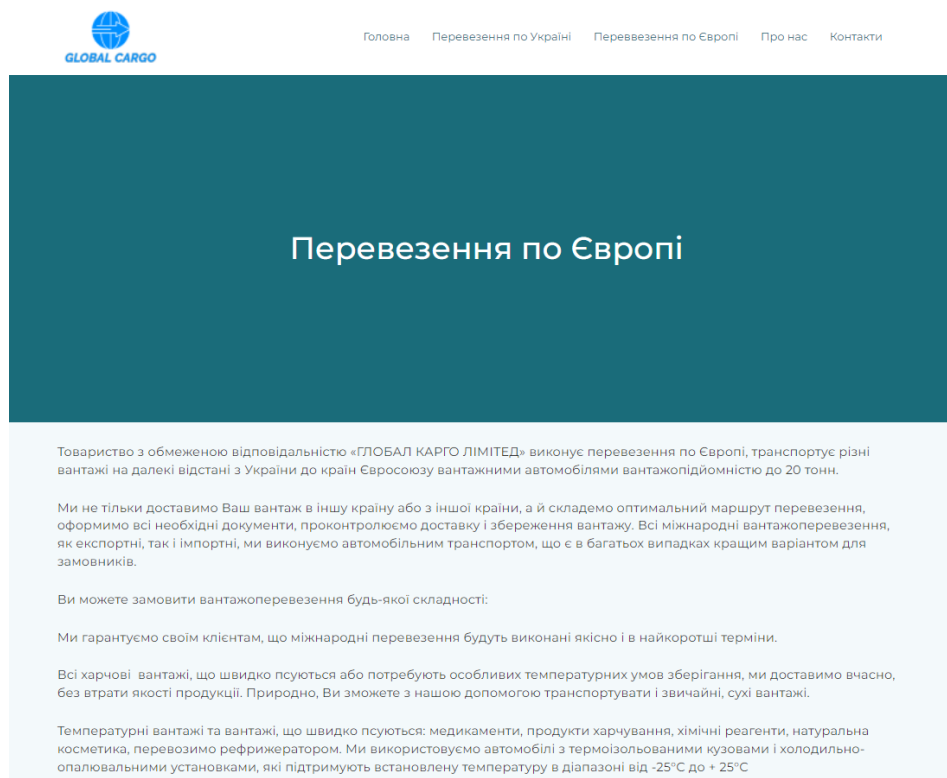 GLOBAL CARGO
Головна Перевезення по Україні Переввезення по Європі Про нас Контакти
Перевезення по Європі
Товариство з обмеженою відповідальністю «ГЛОБАЛ КАРГО ЛІМІТЕД» виконує перевезення по Європі, транспортує різні
вантажі на далекі відстані з України до країн Євросоюзу вантажними автомобілями вантажопідйомністю до 20 тонн.
Ми не тільки доставимо Ваш вантаж в іншу країну або з іншої країни, а й складемо оптимальний маршрут перевезення,
оформимо всі необхідні документи, проконтролюємо доставку і збереження вантажу. Всі міжнародні вантажоперевезення,
як експортні, так і імпортні, ми виконуємо автомобільним транспортом, що є в багатьох випадках кращим варіантом для
замовників.
Ви можете замовити вантажоперевезення будь-якої складності:
Ми гарантуємо своїм клієнтам, що міжнародні перевезення будуть виконані якісно і в найкоротші терміни.
Всі харчові вантажі, що швидко псуються або потребують особливих температурних умов зберігання, ми доставимо вчасно,
без втрати якості продукції. Природно, Ви зможете з нашою допомогою транспортувати і звичайні, сухі вантажі.
Температурні вантажі та вантажі, що швидко псуються: медикаменти, продукти харчування, хімічні реагенти, натуральна
косметика, перевозимо рефрижератором. Ми використовуємо автомобілі з термоізольованими кузовами і холодильно-
опалювальними установками, які підтримують встановлену температуру в діапазоні від -25°C до + 25°C